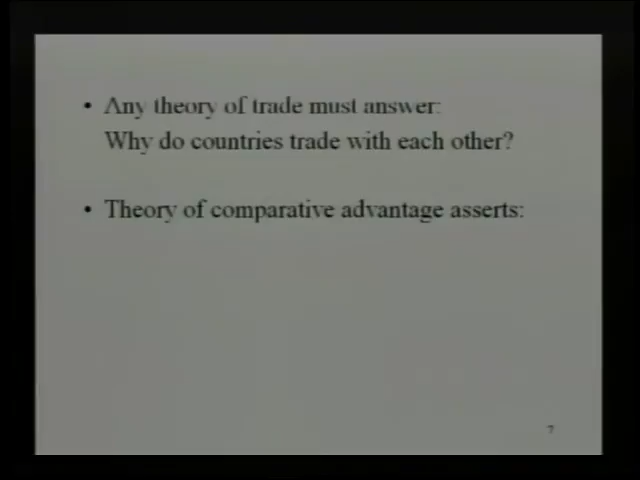 • Any theory of trade must answer:
Why do countries trade with each other?
• Theory of comparative advantage asserts:
7